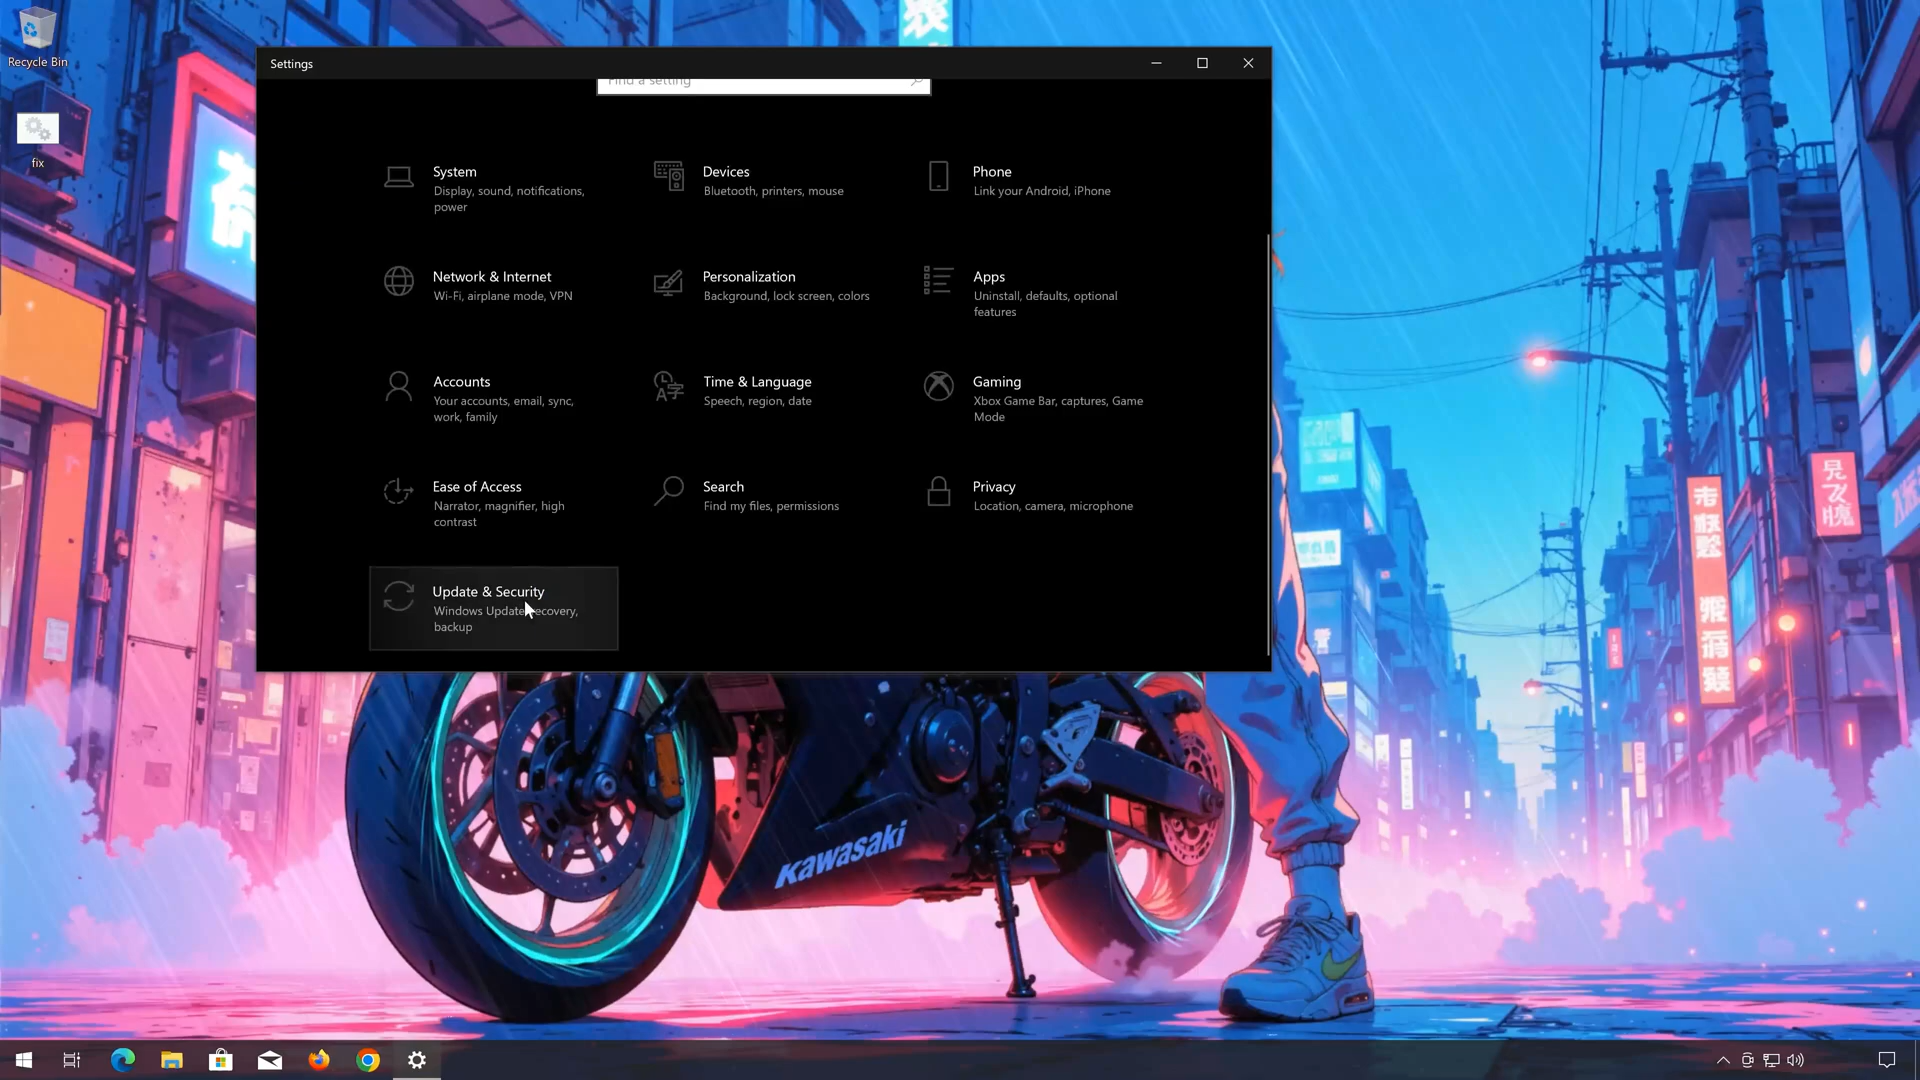 Recycle Bin
fix
Settings
Find a setting
System
Display, sound, notifications,
power
Devices
Bluetooth, printers, mouse
Phone
Link your Android, iPhone
Network & Internet
Wi-Fi, airplane mode, VPN
Personalization
Background, lock screen, colors
Apps
Uninstall, defaults, optional
features
Accounts
Your accounts, email, sync,
work, family
Time & Language
Speech, region, date
Gaming
Xbox Game Bar, captures, Game
Mode
Ease of Access
Narrator, magnifier, high
contrast
Search
Find my files, permissions
Privacy
Location, camera, microphone
Update & Security
Windows Update, recovery,
backup
Kawasaki